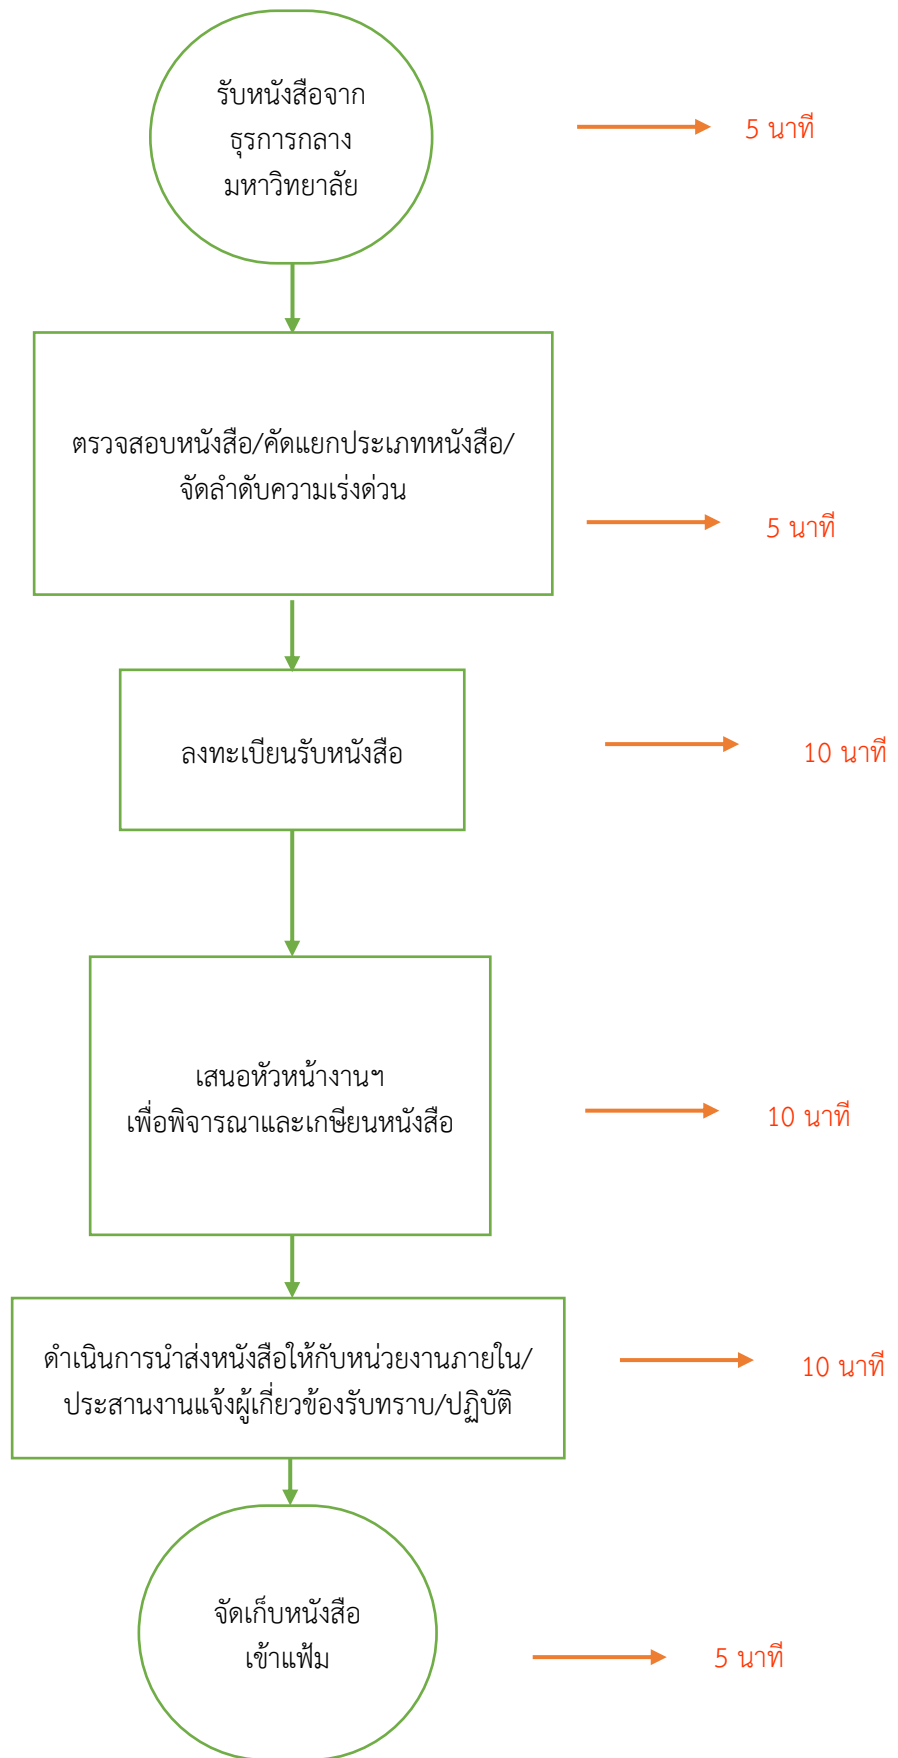 รับหนังสือจาก
ธุรการกลาง
มหาวิทยาลัย
5 นาที
ตรวจสอบหนังสือ/คัดแยกประเภทหนังสือ/
จัดลำดับความเร่งด่วน
5 นาที
ลงทะเบียนรับหนังสือ
10 นาที
เสนอหัวหน้างานฯ
เพื่อพิจารณาและเกษียนหนังสือ
10 นาที
ดำเนินการนำส่งหนังสือให้กับหน่วยงานภายใน/
ประสานงานแจ้งผู้เกี่ยวข้องรับทราบ/ปฏิบัติ
10 นาที
จัดเก็บหนังสือ
เข้าแฟ้ม
5 นาที